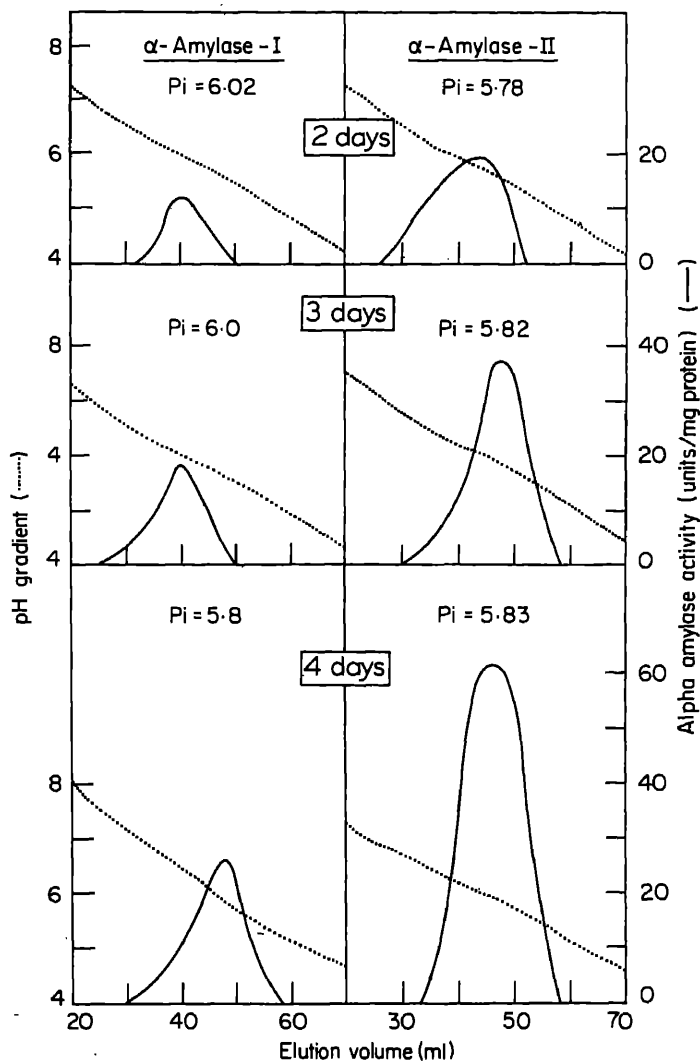 α-Amylase-I
α-Amylase-II
Pi = 6·02
Pi = 5·78
2 days
8
6
4
20
10
0
3 days
Pi = 6·0
Pi = 5·82
8
4
4
40
30
20
10
0
Pi = 5·8
Pi = 5·83
4 days
8
6
4
60
40
20
0
20
40
60
30
50
70
Elution volume (ml)
pH gradient (......)
Alpha amylase activity (units/mg protein) (——)